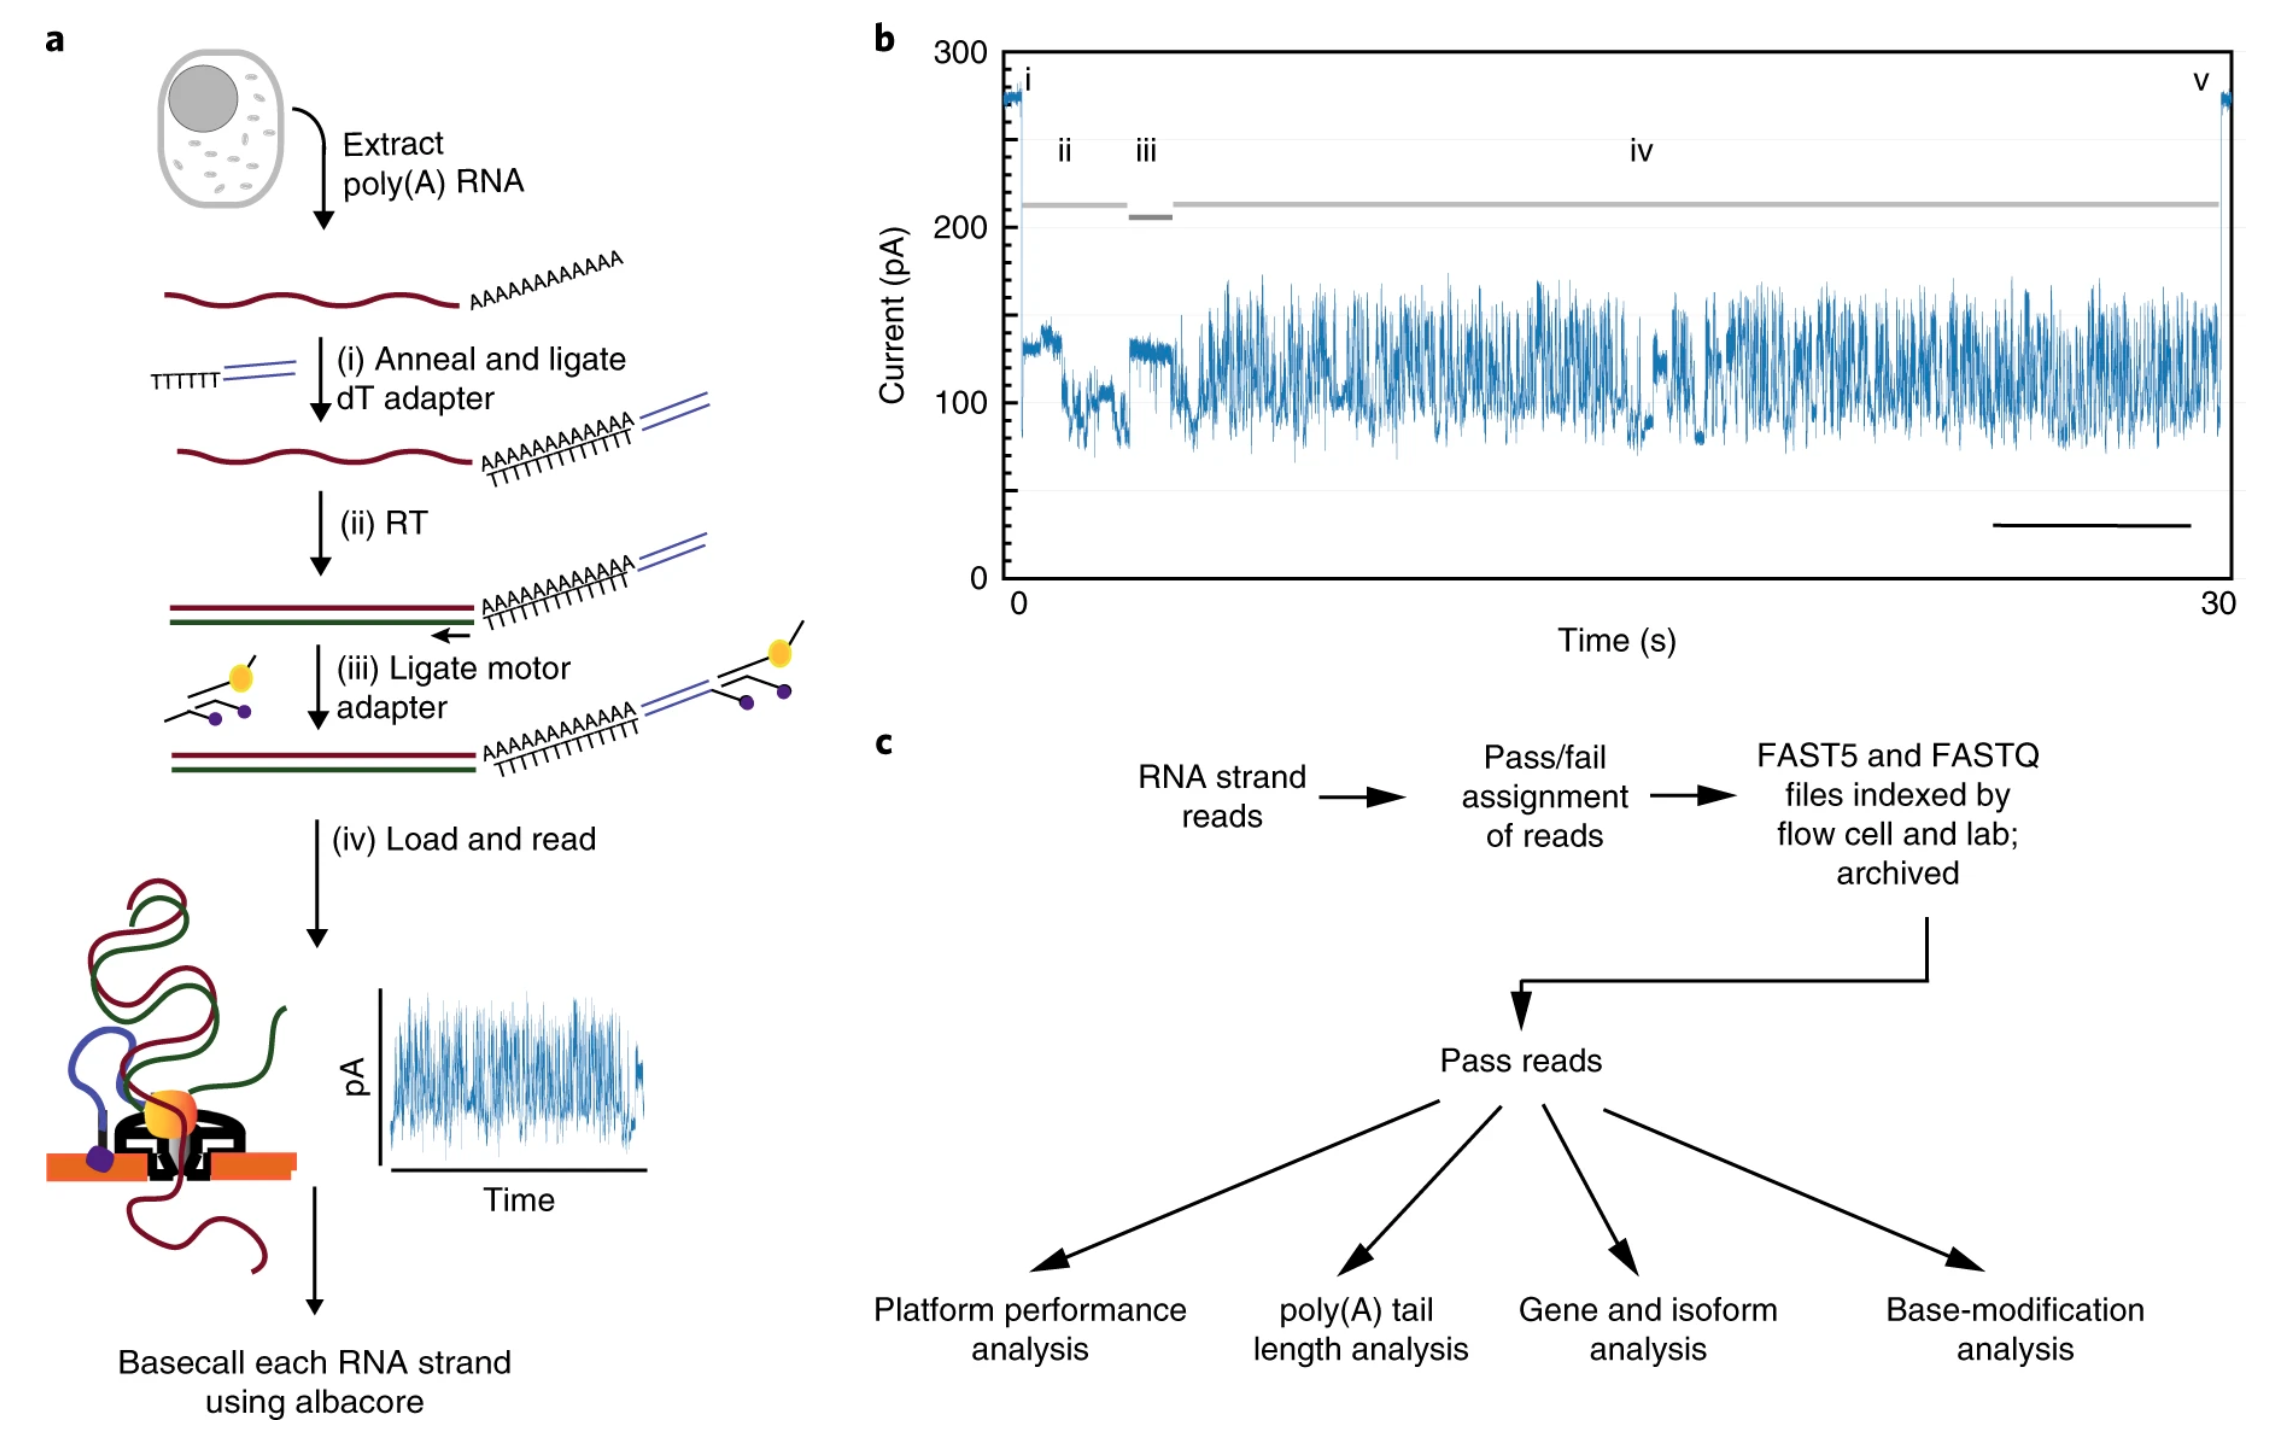 a
Extract
poly(A) RNA
AAAAAAAAAAAA
(i) Anneal and ligate
dT adapter
TTTTTT
AAAAAAAAAAAA
TTTTTTTTTTTT
(ii) RT
AAAAAAAAAAAA
TTTTTTTTTTTT
(iii) Ligate motor
adapter
AAAAAAAAAAAA
TTTTTTTTTTTT
(iv) Load and read
pA
Time
Basecall each RNA strand
using albacore
b
300
200
100
0
Current (pA)
i
ii
iii
iv
v
0
30
Time (s)
c
RNA strand
reads
Pass/fail
assignment
of reads
FAST5 and FASTQ
files indexed by
flow cell and lab;
archived
Pass reads
Platform performance
analysis
poly(A) tail
length analysis
Gene and isoform
analysis
Base-modification
analysis